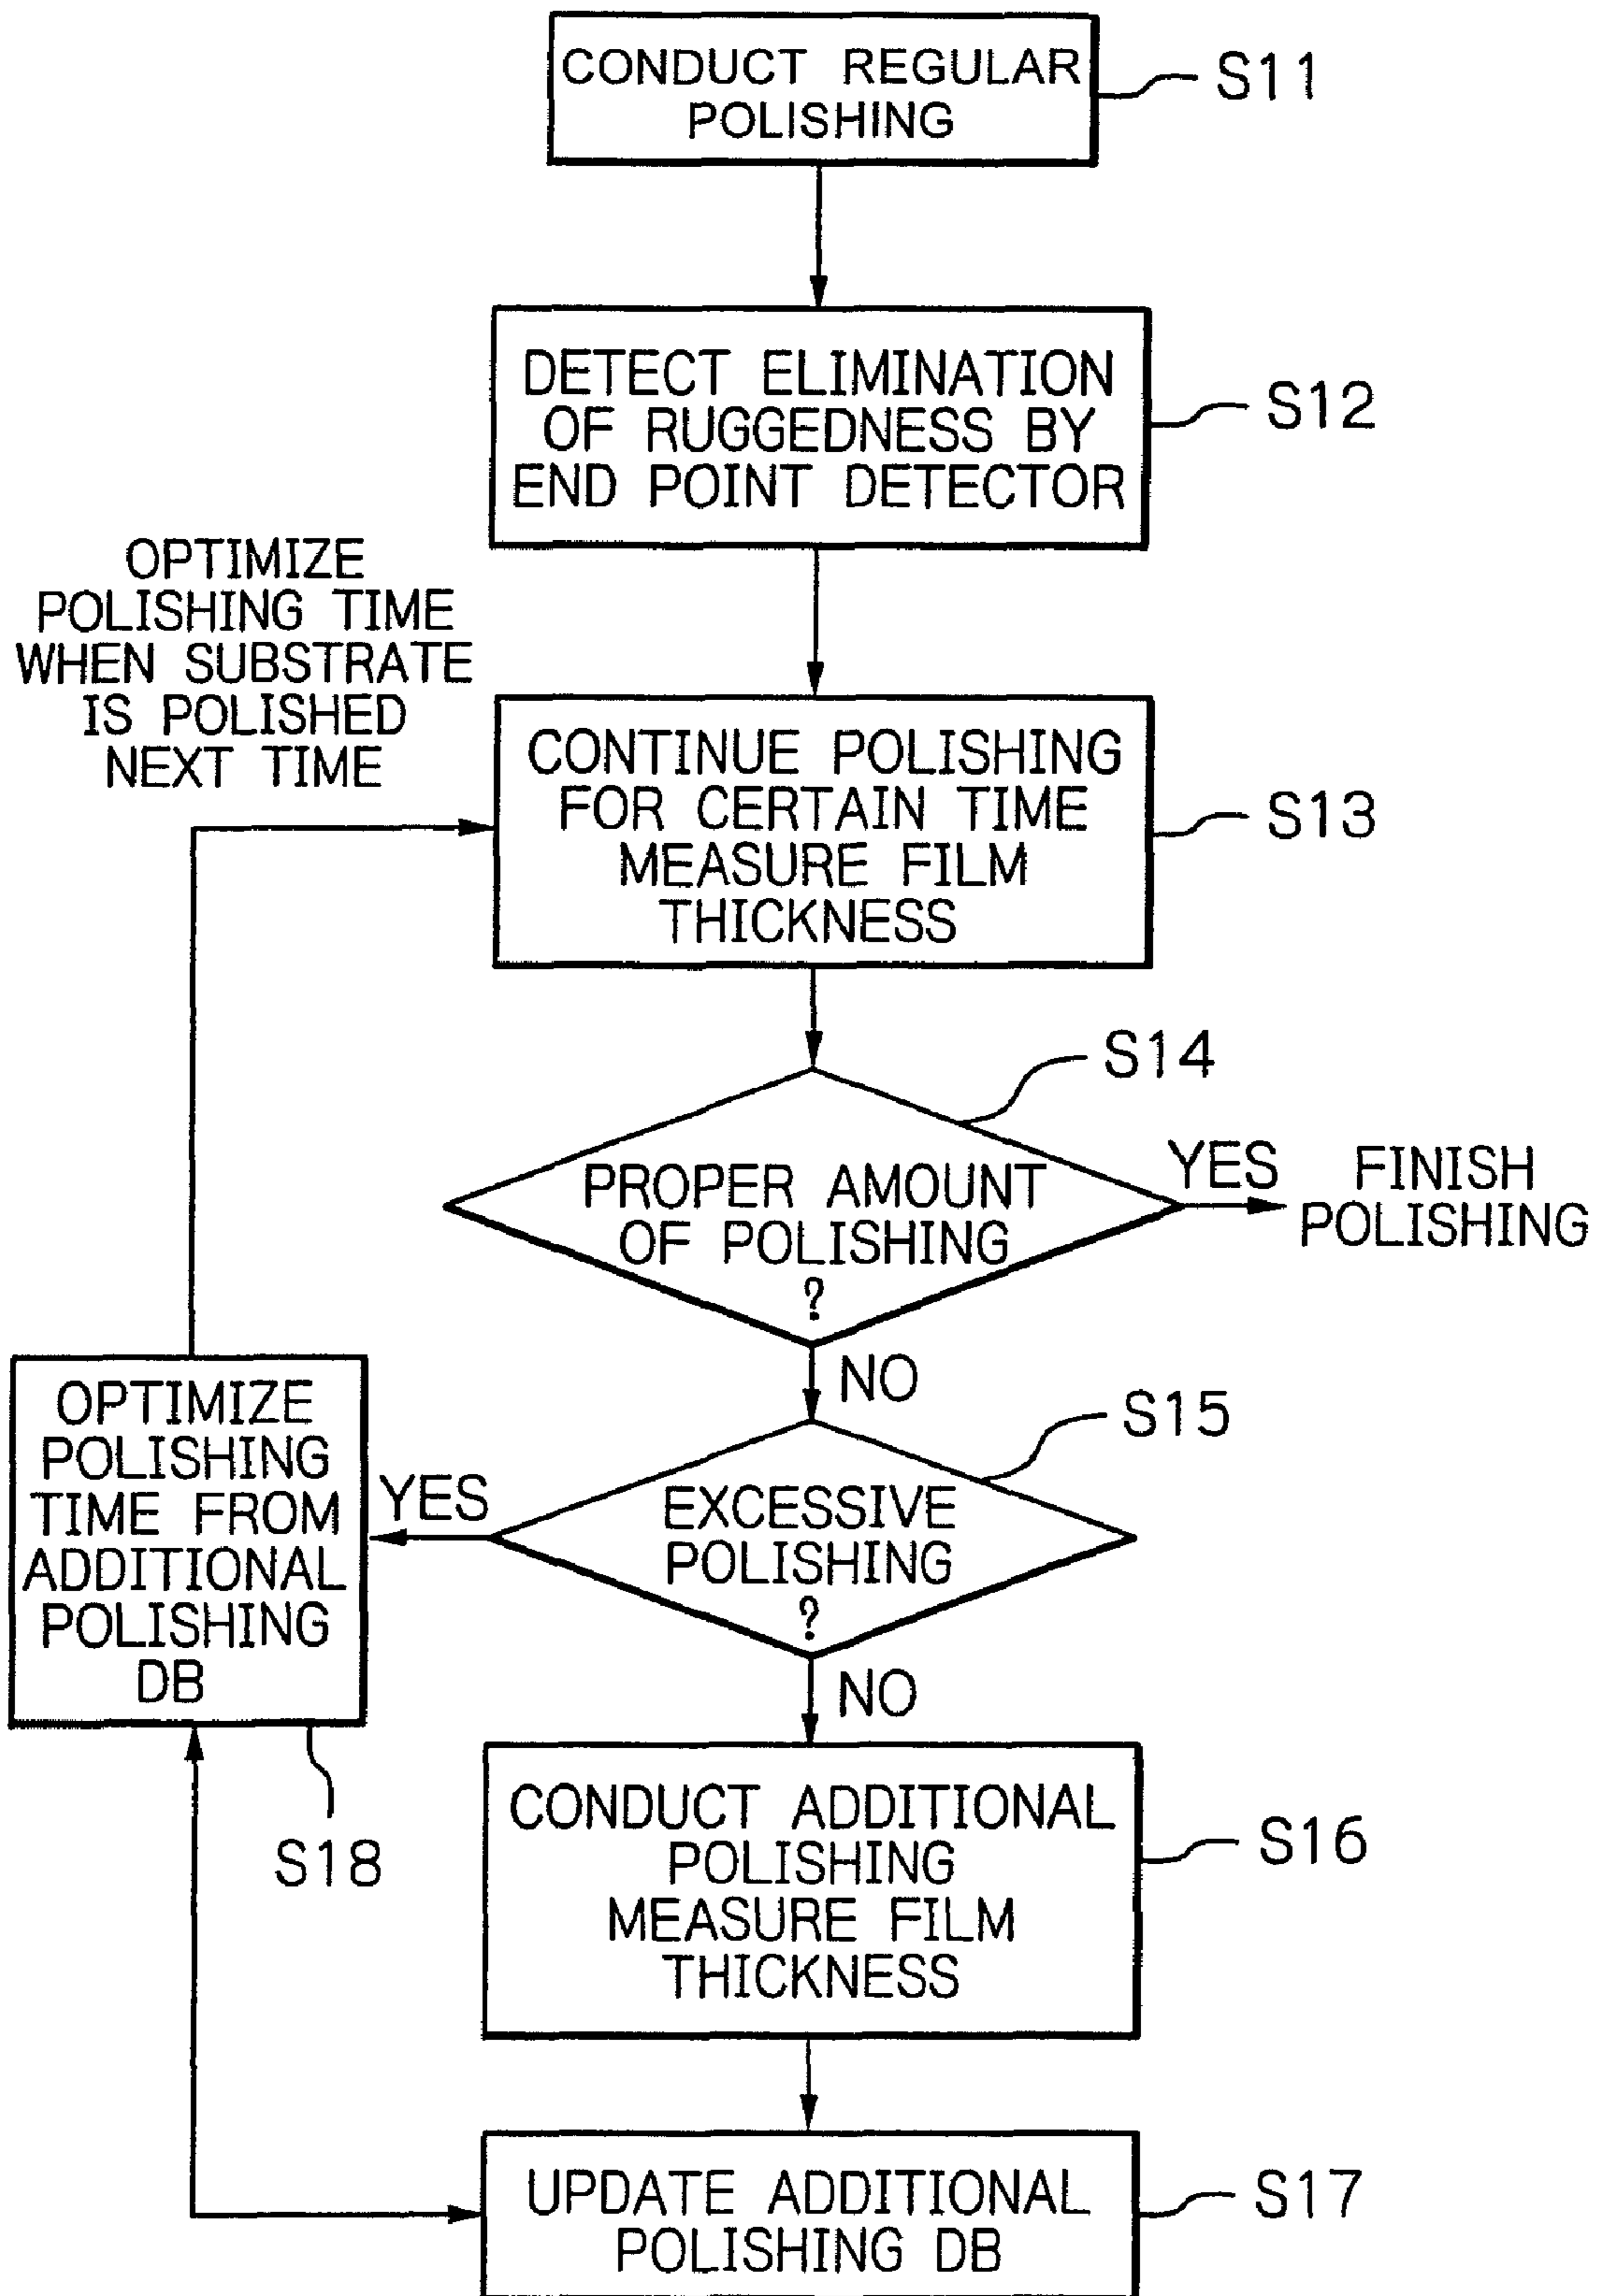 CONDUCT REGULAR
POLISHING
S11
DETECT ELIMINATION
OF RUGGEDNESS BY
END POINT DETECTOR
S12
OPTIMIZE
POLISHING TIME
WHEN SUBSTRATE
IS POLISHED
NEXT TIME
CONTINUE POLISHING
FOR CERTAIN TIME
MEASURE FILM
THICKNESS
S13
S14
PROPER AMOUNT
OF POLISHING
?
YES
FINISH
POLISHING
NO
S15
EXCESSIVE
POLISHING
?
YES
OPTIMIZE
POLISHING
TIME FROM
ADDITIONAL
POLISHING
DB
S18
NO
CONDUCT ADDITIONAL
POLISHING
MEASURE FILM
THICKNESS
S16
UPDATE ADDITIONAL
POLISHING DB
S17